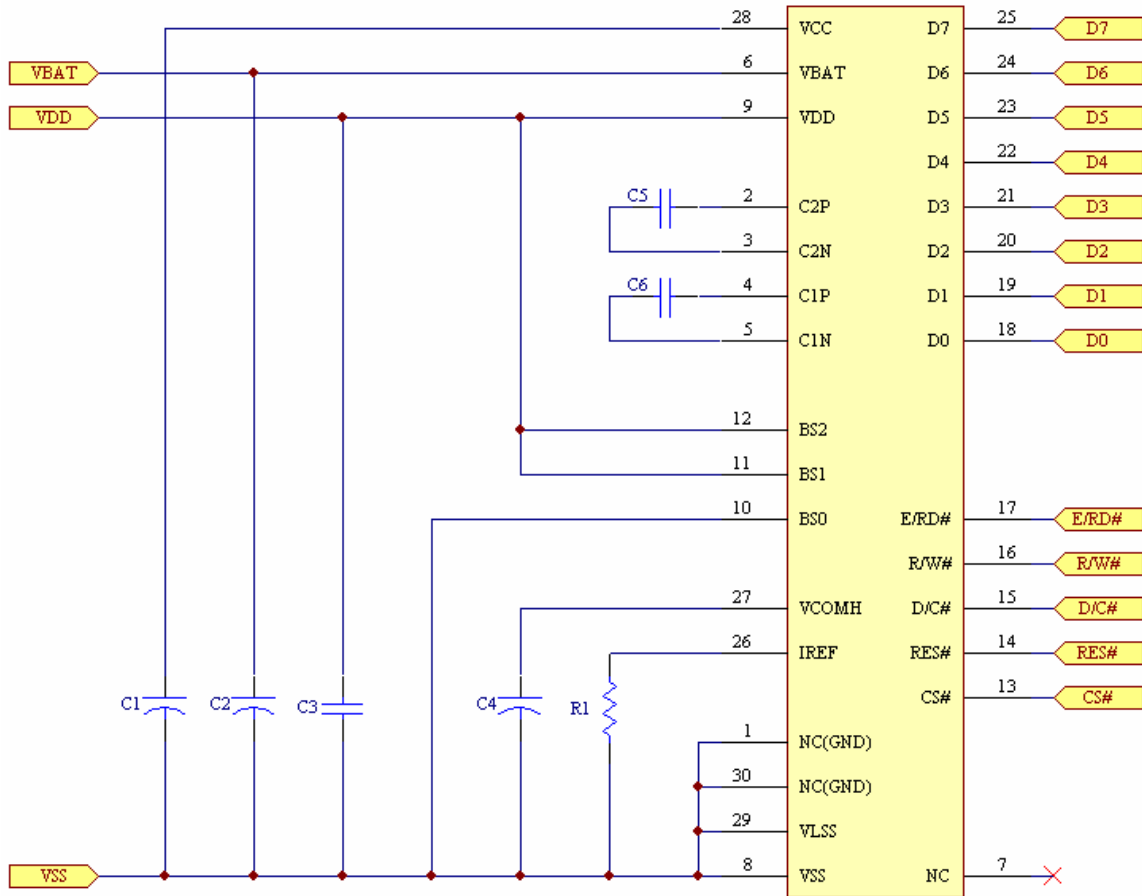 28 VCC D7 25 D7
VBAT 6 VBAT D6 24 D6
VDD 9 VDD D5 23 D5
D4 22 D4
C5 2 C2P D3 21 D3
3 C2N D2 20 D2
C6 4 C1P D1 19 D1
5 C1N D0 18 D0
12 BS2
11 BS1
10 BS0 E/RD# 17 E/RD#
R/W# 16 R/W#
27 VCOMH D/C# 15 D/C#
26 IREF RES# 14 RES#
CS# 13 CS#
C1 C2 C3 C4 R1
1 NC(GND)
30 NC(GND)
29 VLSS
VSS 8 VSS NC 7